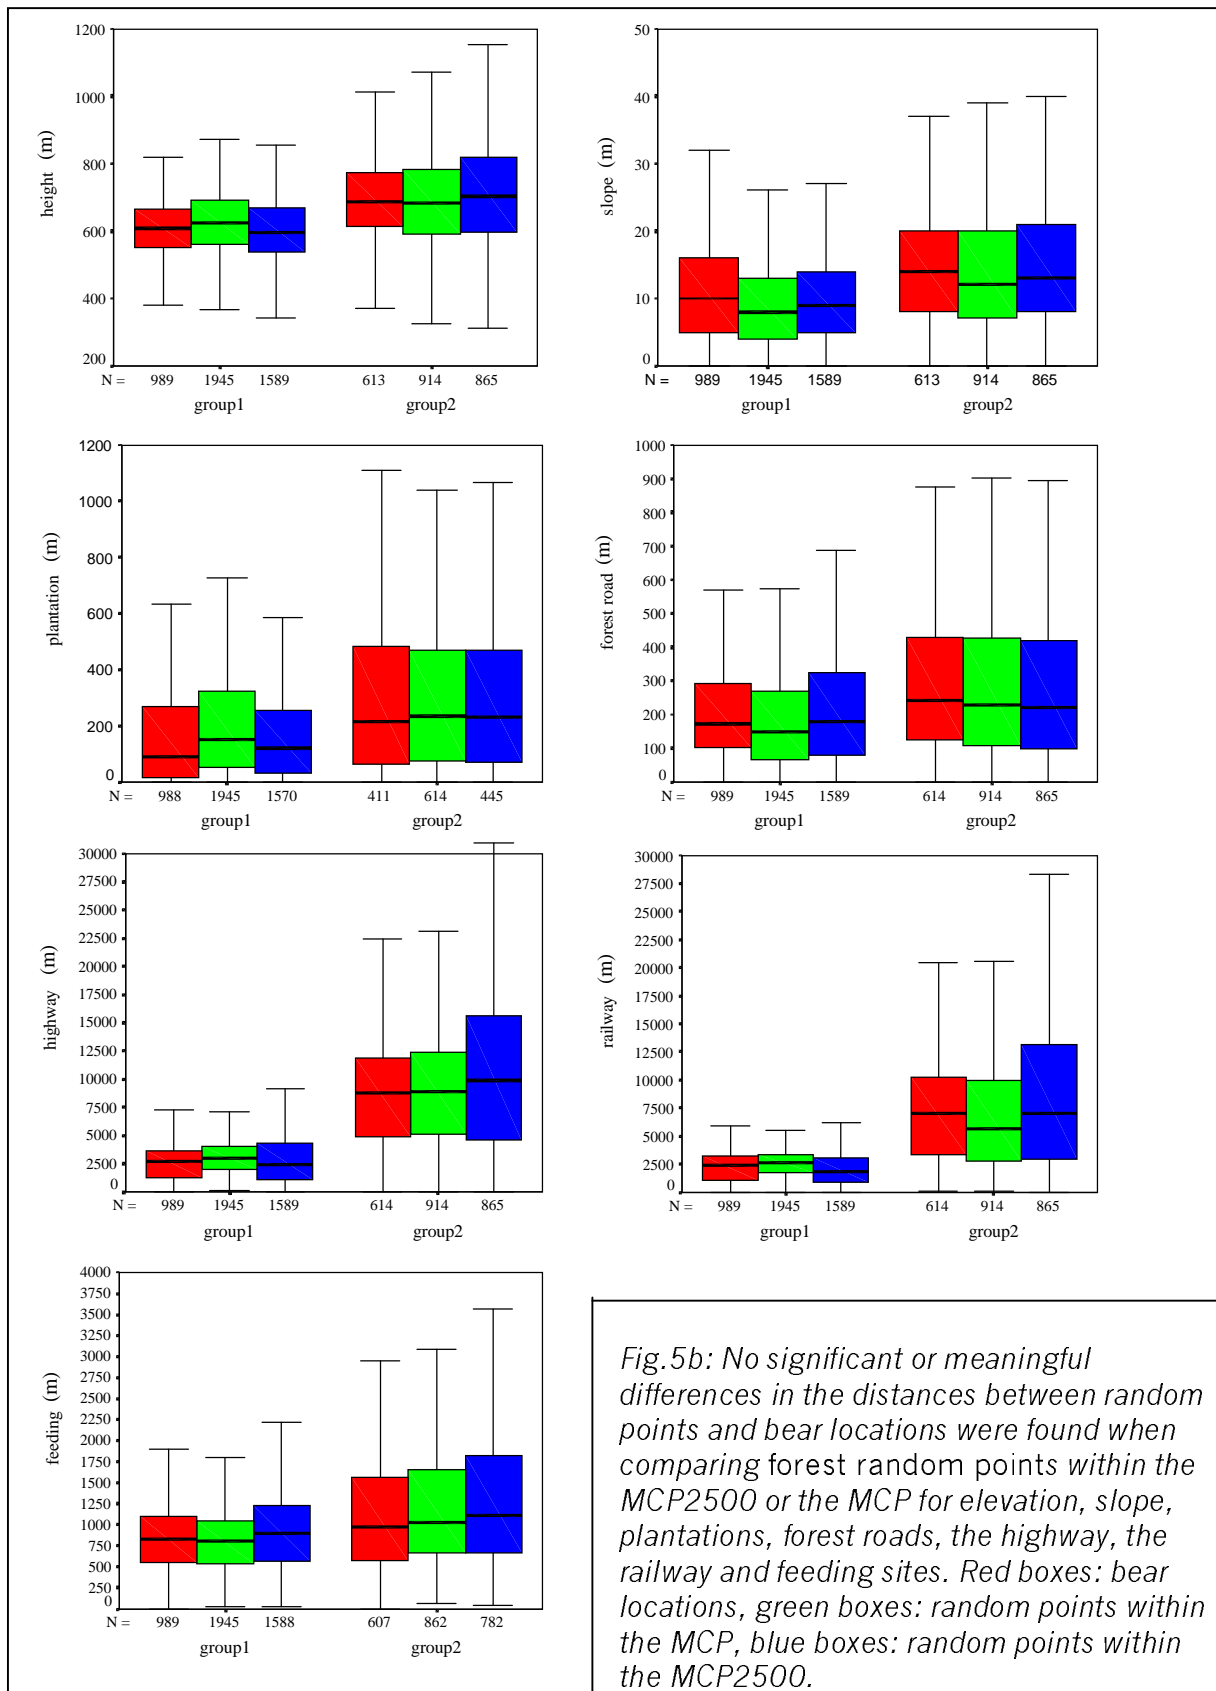 1200
1000
800
600
400
200
height (m)
N = 989 1945 1589 613 914 865
group1 group2
50
40
30
20
10
0
slope (m)
N = 989 1945 1589 613 914 865
group1 group2
1200
1000
800
600
400
200
0
plantation (m)
N = 988 1945 1570 411 614 445
group1 group2
1000
900
800
700
600
500
400
300
200
100
0
forest road (m)
N = 989 1945 1589 614 914 865
group1 group2
30000
27500
25000
22500
20000
17500
15000
12500
10000
7500
5000
2500
0
highway (m)
N = 989 1945 1589 614 914 865
group1 group2
30000
27500
25000
22500
20000
17500
15000
12500
10000
7500
5000
2500
0
railway (m)
N = 989 1945 1589 614 914 865
group1 group2
4000
3750
3500
3250
3000
2750
2500
2250
2000
1750
1500
1250
1000
750
500
250
0
feeding (m)
N = 989 1945 1588 607 862 782
group1 group2
Fig.5b: No significant or meaningful
differences in the distances between random
points and bear locations were found when
comparing forest random points within the
MCP2500 or the MCP for elevation, slope,
plantations, forest roads, the highway, the
railway and feeding sites. Red boxes: bear
locations, green boxes: random points within
the MCP, blue boxes: random points within
the MCP2500.